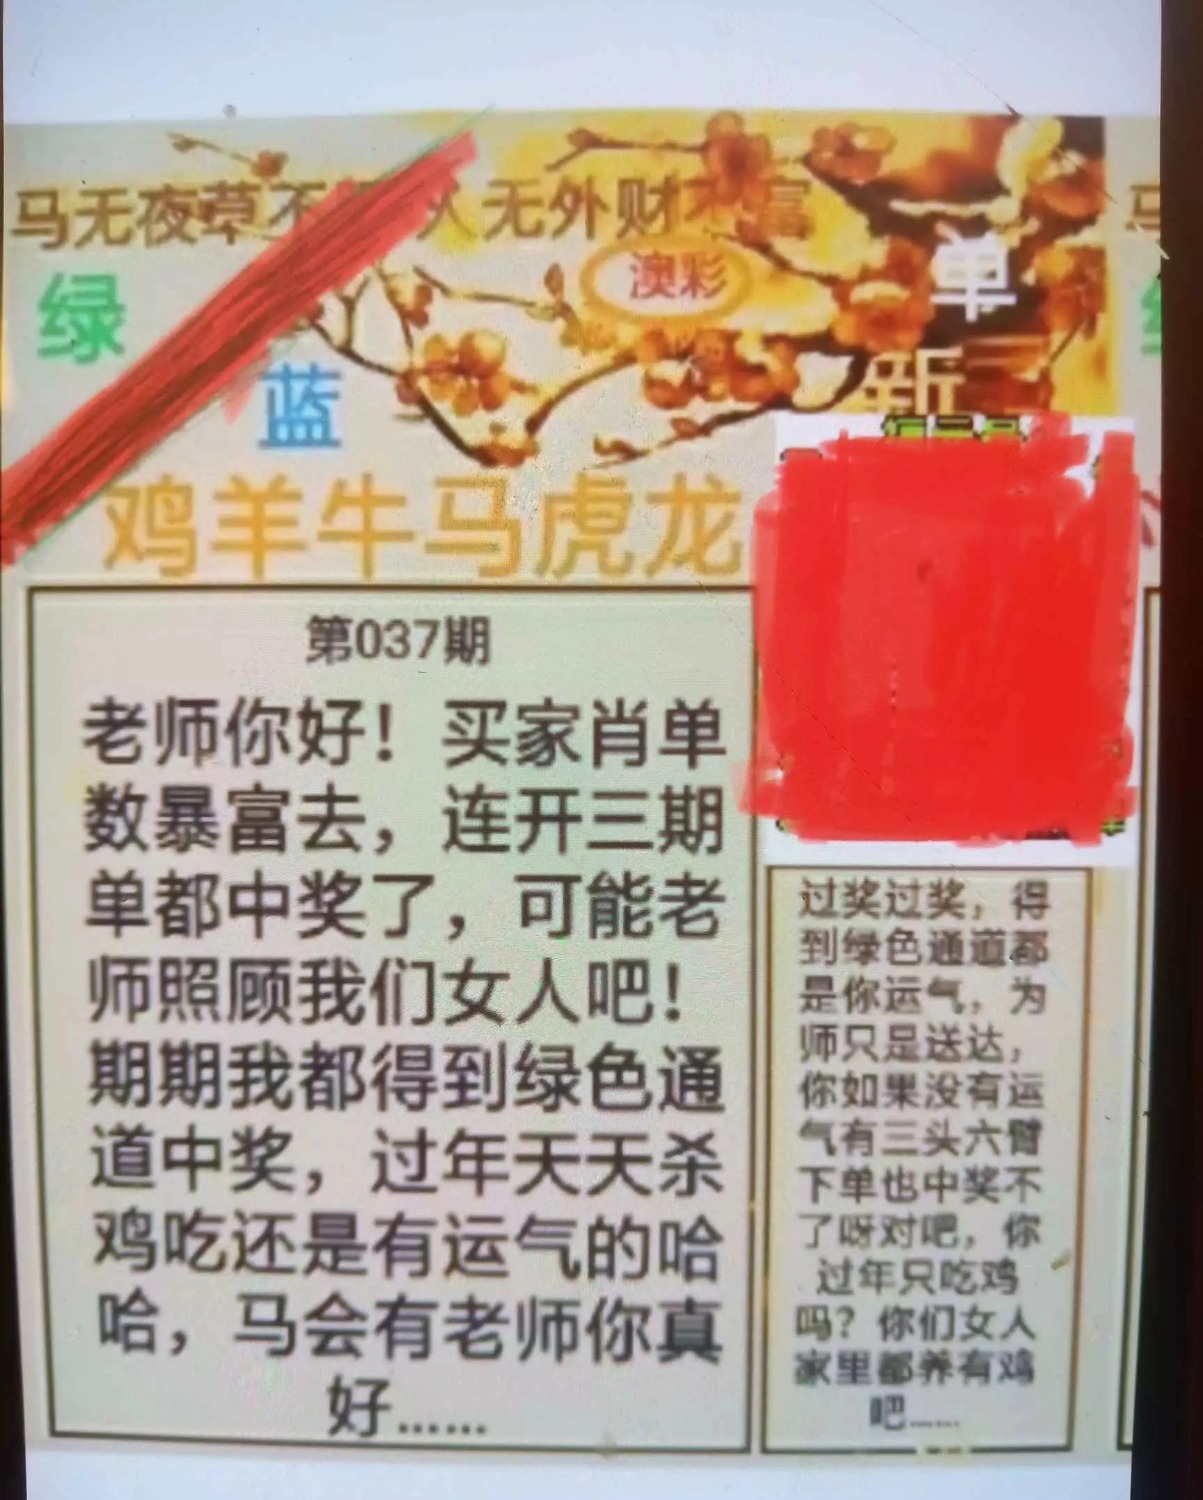 马无夜草不
人无外财不富
澳彩
单
绿
蓝
新
鸡羊牛马虎龙
第037期
老师你好！买家肖单
数暴富去，连开三期
单都中奖了，可能老
师照顾我们女人吧！
期期我都得到绿色通
道中奖，过年天天杀
鸡吃还是有运气的哈
哈，马会有老师你真
好……
过奖过奖，得
到绿色通道都
是你运气，为
师只是送达，
你如果没有运
气有三头六臂
下单也中奖不
了呀对吧，你
过年只吃鸡
吗？你们女人
家里都养有鸡
吧……